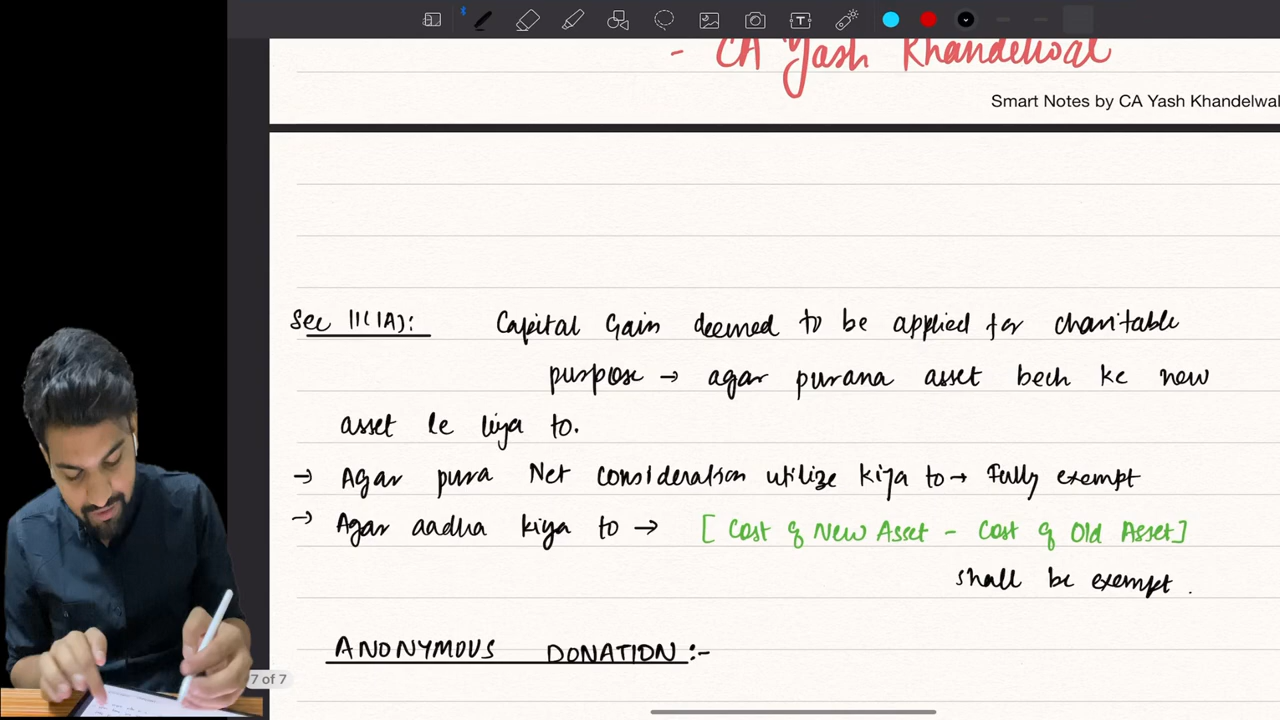 - CA Yash Khandelwal
Smart Notes by CA Yash Khandelwal
Sec 11(1A): Capital Gain deemed to be applied for charitable
purpose → agar purana asset bech ke new
asset le liya to.
→ Agar pura Net consideration utilize kiya to → Fully exempt
→ Agar aadha kiya to → [Cost of New Asset - Cost of Old Asset]
shall be exempt.
ANONYMOUS DONATION:-
7 of 7